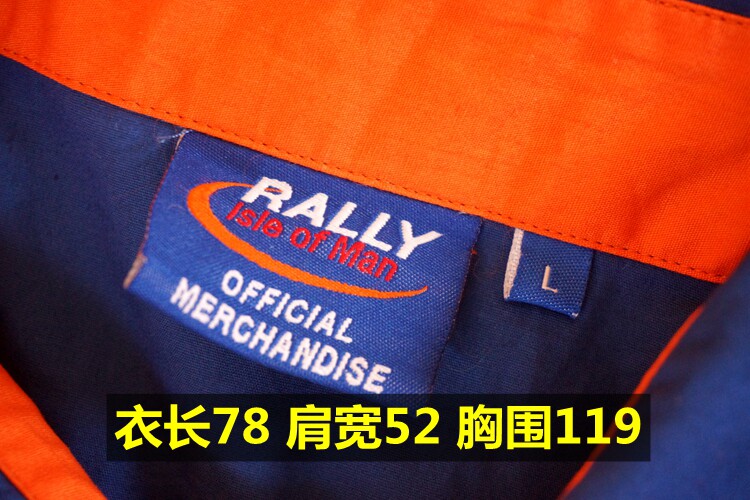 RALLY
Isle of Man
OFFICIAL
MERCHANDISE
L
衣长78 肩宽52 胸围119